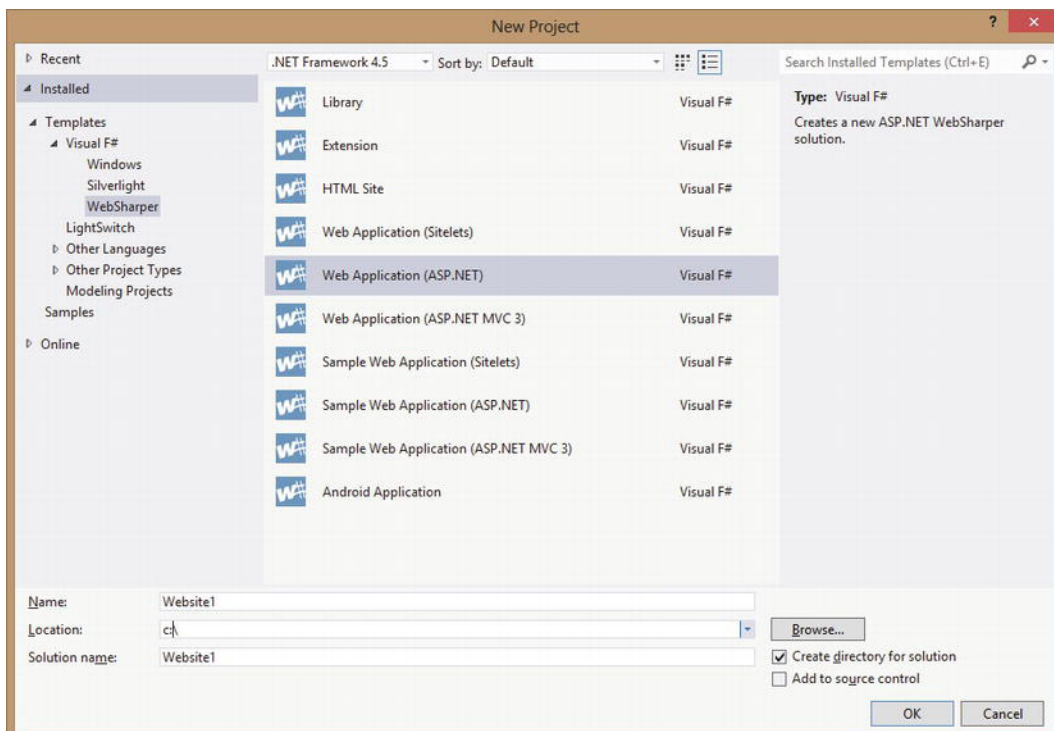 New Project
? ×
Recent
Installed
Templates
Visual F#
Windows
Silverlight
WebSharper
LightSwitch
Other Languages
Other Project Types
Modeling Projects
Samples
Online
.NET Framework 4.5 Sort by: Default
W# Library Visual F#
W# Extension Visual F#
W# HTML Site Visual F#
W# Web Application (Sitelets) Visual F#
W# Web Application (ASP.NET) Visual F#
W# Web Application (ASP.NET MVC 3) Visual F#
W# Sample Web Application (Sitelets) Visual F#
W# Sample Web Application (ASP.NET) Visual F#
W# Sample Web Application (ASP.NET MVC 3) Visual F#
W# Android Application Visual F#
Search Installed Templates (Ctrl+E)
Type: Visual F#
Creates a new ASP.NET WebSharper
solution.
Name: Website1
Location: c:\
Browse...
Solution name: Website1
Create directory for solution
Add to source control
OK Cancel